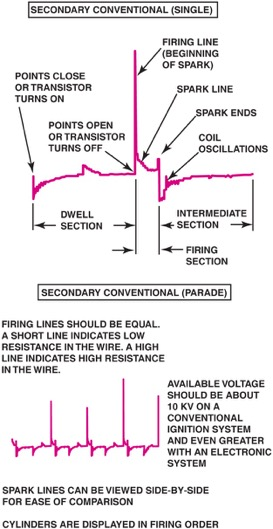 SECONDARY CONVENTIONAL (SINGLE)
FIRING LINE
(BEGINNING
OF SPARK)
POINTS CLOSE
OR TRANSISTOR
TURNS ON
SPARK LINE
POINTS OPEN
OR TRANSISTOR
TURNS OFF
SPARK ENDS
COIL
OSCILLATIONS
DWELL
SECTION
INTERMEDIATE
SECTION
FIRING
SECTION
SECONDARY CONVENTIONAL (PARADE)
FIRING LINES SHOULD BE EQUAL.
A SHORT LINE INDICATES LOW
RESISTANCE IN THE WIRE. A HIGH
LINE INDICATES HIGH RESISTANCE
IN THE WIRE.
AVAILABLE VOLTAGE
SHOULD BE ABOUT
10 KV ON A
CONVENTIONAL
IGNITION SYSTEM
AND EVEN GREATER
WITH AN ELECTRONIC
SYSTEM
SPARK LINES CAN BE VIEWED SIDE-BY-SIDE
FOR EASE OF COMPARISON
CYLINDERS ARE DISPLAYED IN FIRING ORDER